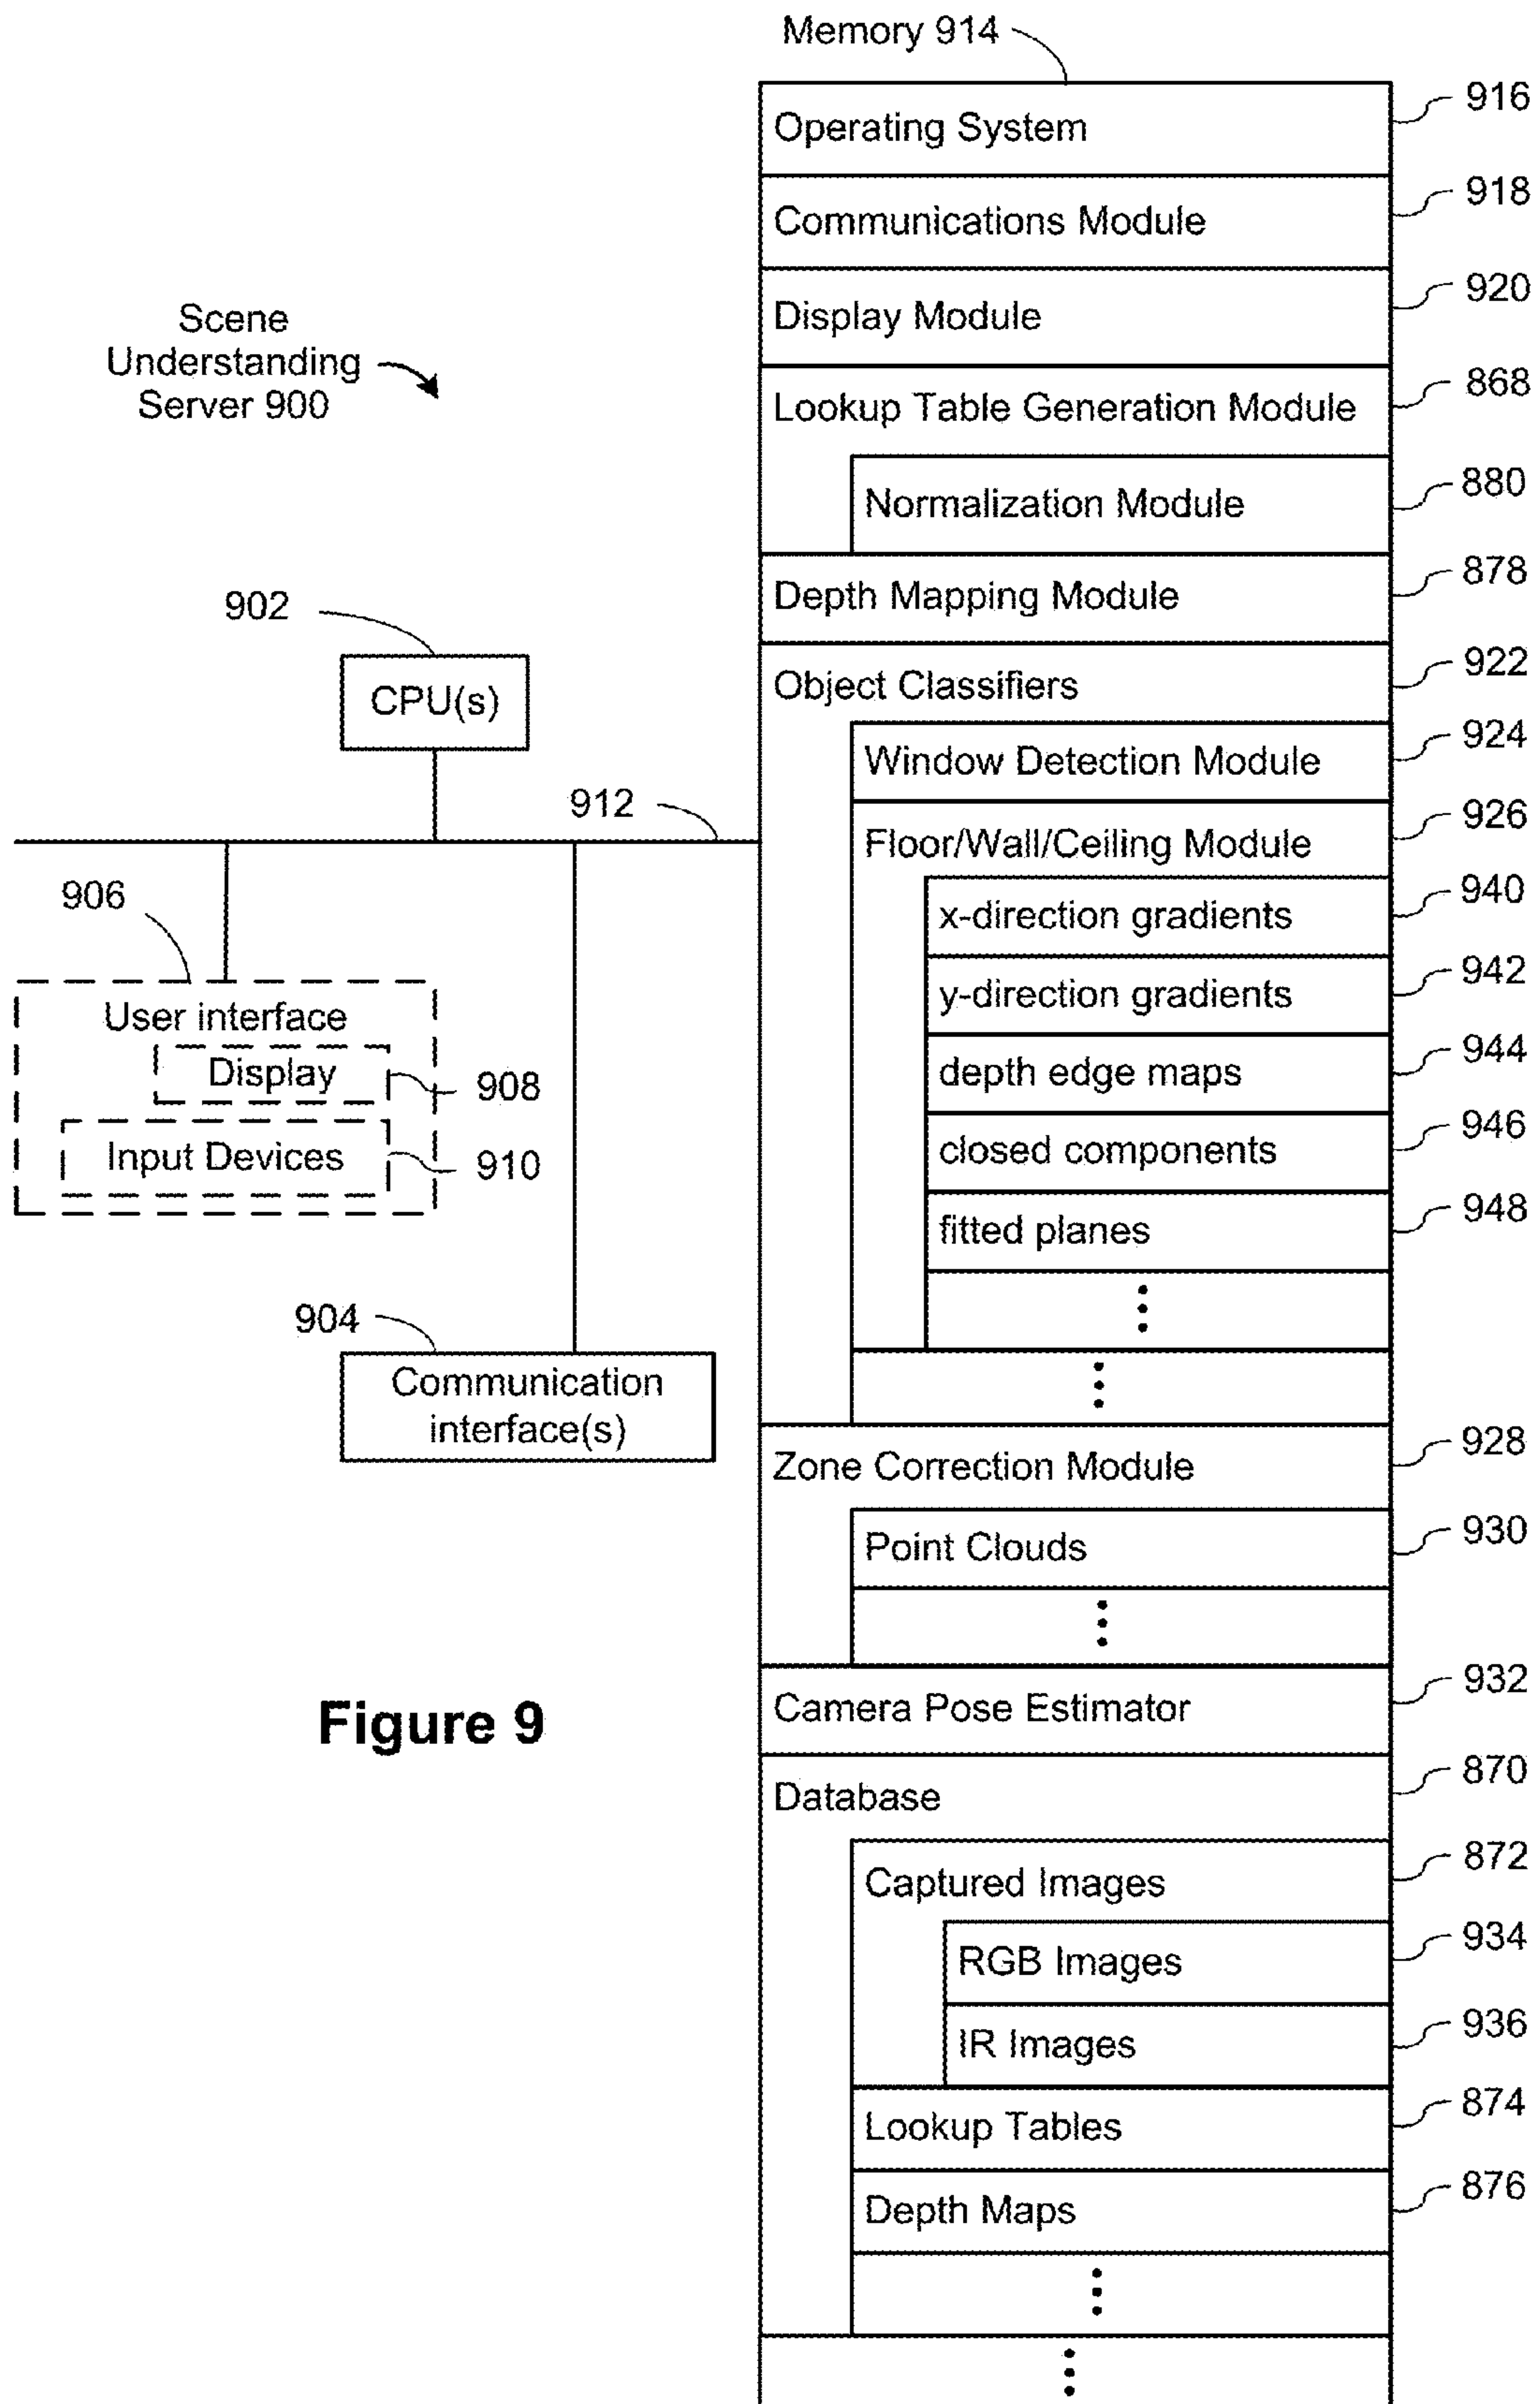 Memory 914
Operating System 916
Communications Module 918
Display Module 920
Lookup Table Generation Module 868
Normalization Module 880
Depth Mapping Module 878
Object Classifiers 922
Window Detection Module 924
Floor/Wall/Ceiling Module 926
x-direction gradients 940
y-direction gradients 942
depth edge maps 944
closed components 946
fitted planes 948
Zone Correction Module 928
Point Clouds 930
Camera Pose Estimator 932
Database 870
Captured Images 872
RGB Images 934
IR Images 936
Lookup Tables 874
Depth Maps 876
Scene
Understanding
Server 900
902
CPU(s)
912
906
User interface
Display 908
Input Devices 910
904
Communication
interface(s)
Figure 9